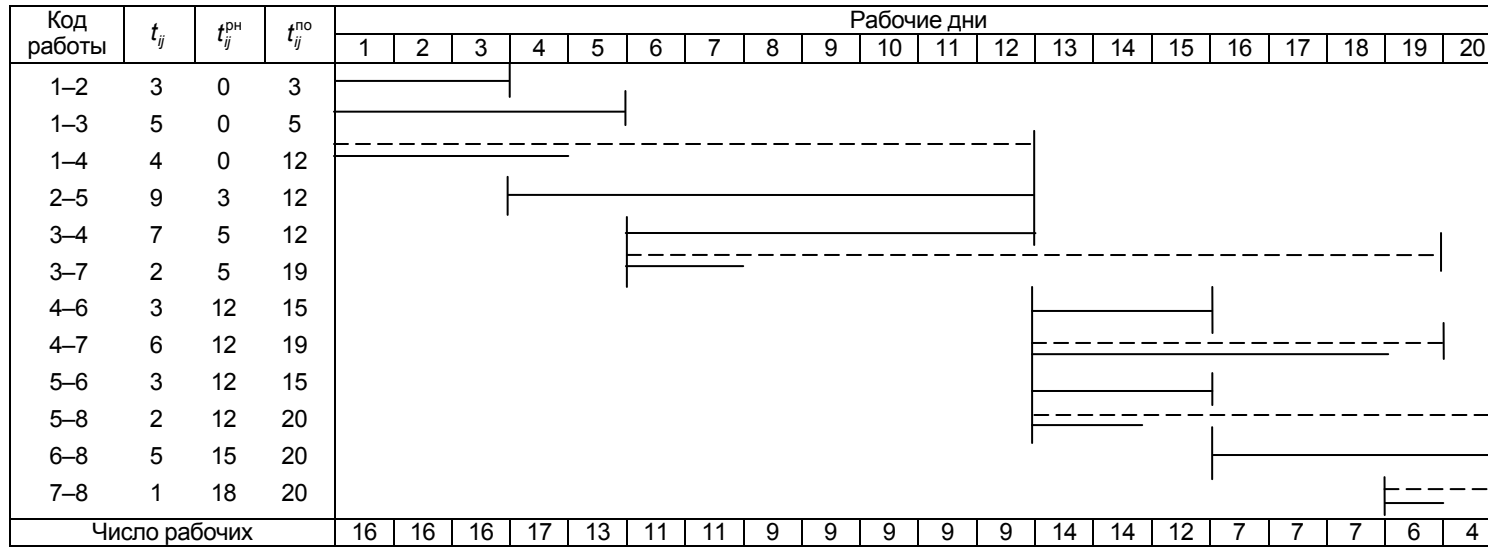 Код работы t_ij t_ij^рн t_ij^по Рабочие дни
1 2 3 4 5 6 7 8 9 10 11 12 13 14 15 16 17 18 19 20
1–2 3 0 3
1–3 5 0 5
1–4 4 0 12
2–5 9 3 12
3–4 7 5 12
3–7 2 5 19
4–6 3 12 15
4–7 6 12 19
5–6 3 12 15
5–8 2 12 20
6–8 5 15 20
7–8 1 18 20
Число рабочих 16 16 16 17 13 11 11 9 9 9 9 9 14 14 12 7 7 7 6 4